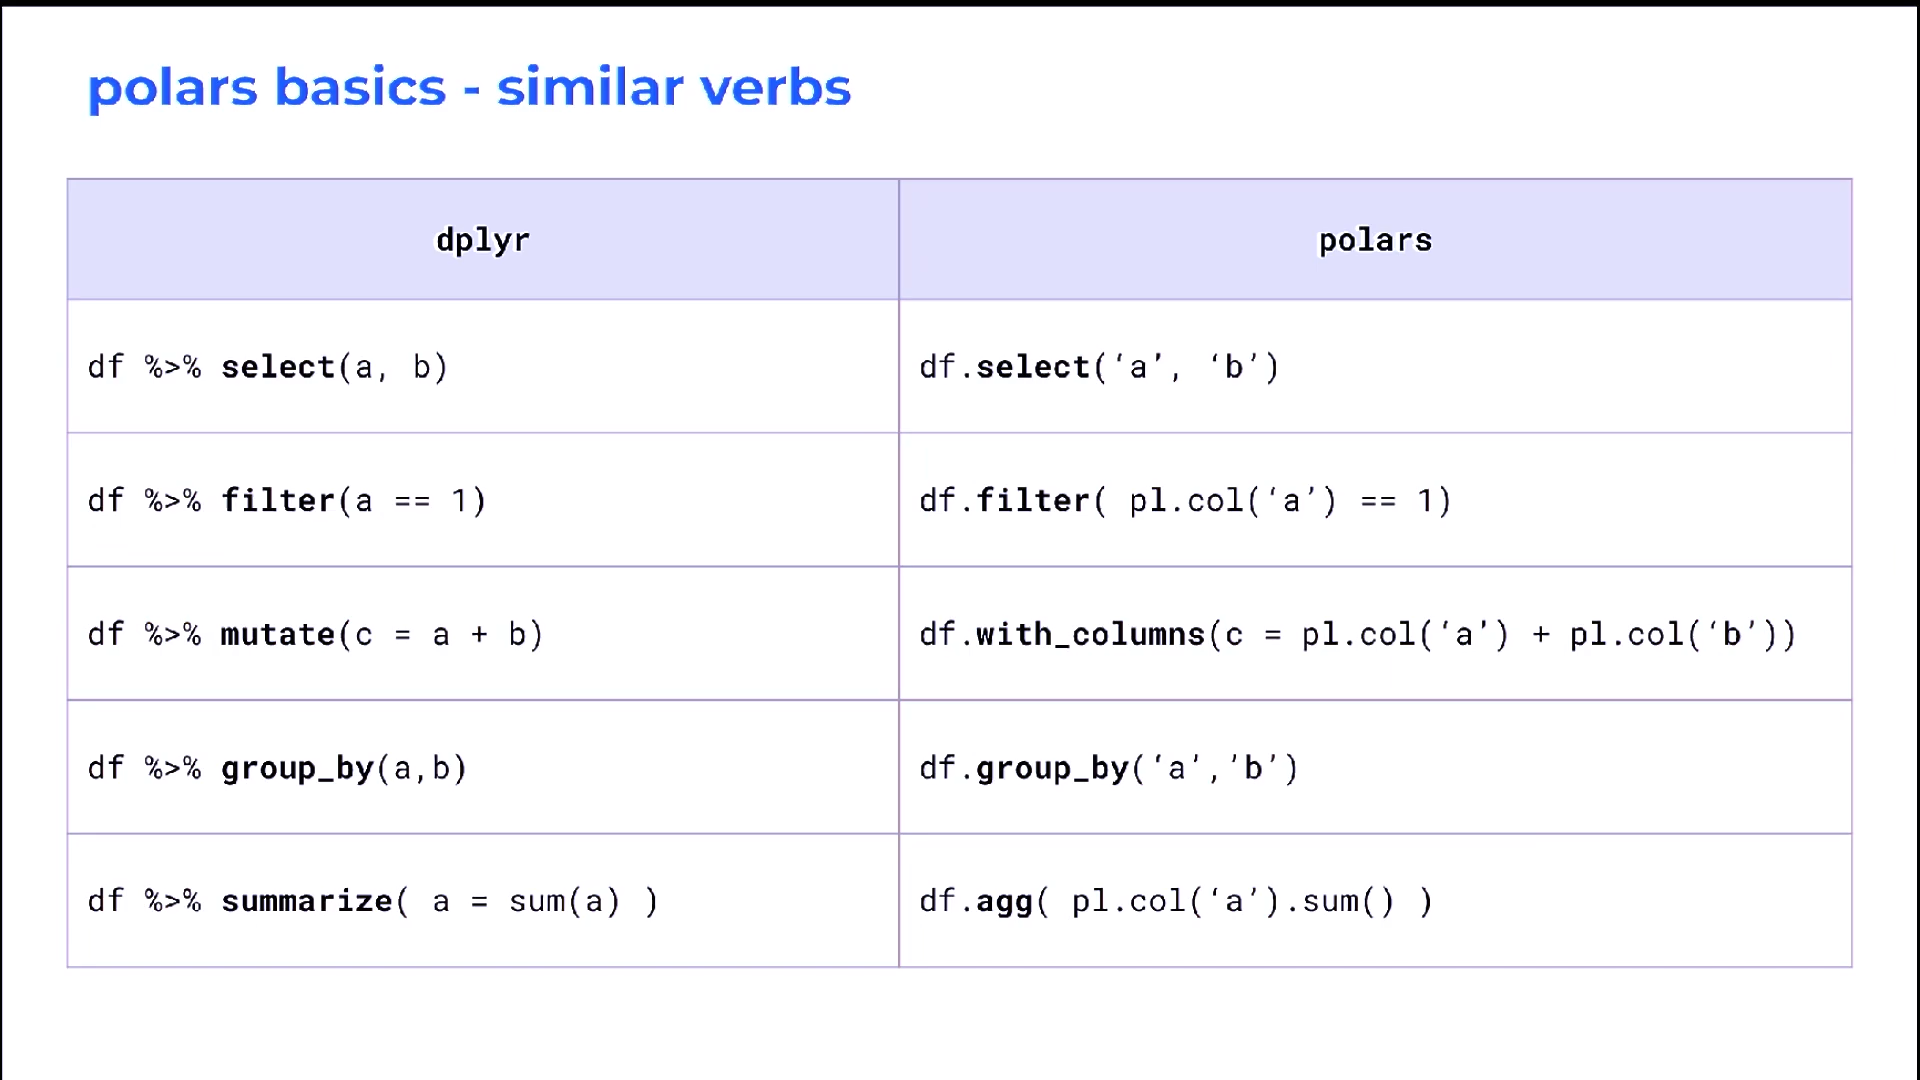 polars basics - similar verbs
dplyr
polars
df %>% select(a, b)
df.select(‘a’, ‘b’)
df %>% filter(a == 1)
df.filter( pl.col(‘a’) == 1)
df %>% mutate(c = a + b)
df.with_columns(c = pl.col(‘a’) + pl.col(‘b’))
df %>% group_by(a,b)
df.group_by(‘a’,’b’)
df %>% summarize( a = sum(a) )
df.agg( pl.col(‘a’).sum() )